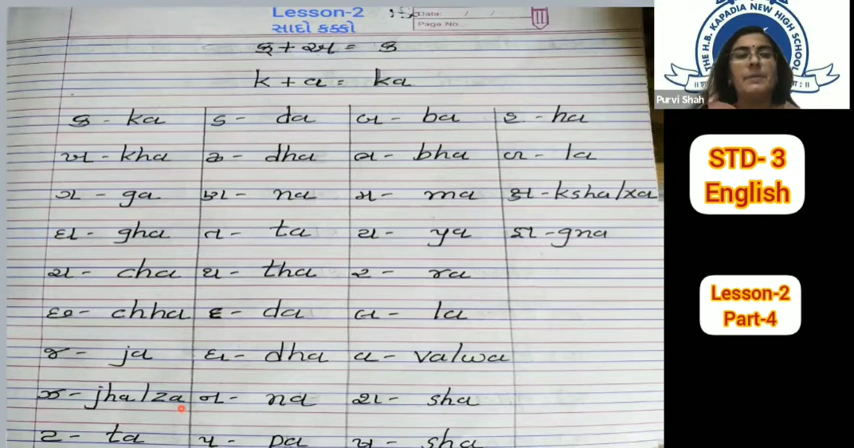 Lesson-2
સાદો કક્કો
Date: / /
Page No.
ક્ + અ = ક
k + a = ka
ક - ka ડ - da બ - ba હ - ha
ખ - kha ઢ - dha ભ - bha ળ - la
ગ - ga ણ - na મ - ma ક્ષ - ksha/xa
ઘ - gha ત - ta ય - ya જ્ઞ - gna
ચ - cha થ - tha ર - ra
છ - chha દ - da લ - la
જ - ja ધ - dha વ - va/wa
ઝ - jha/za ન - na શ - sha
ટ - ta પ - pa ષ - sha
THE H.B. KAPADIA NEW HIGH SCHOOL
Purvi Shah
STD- 3
English
Lesson-2
Part-4